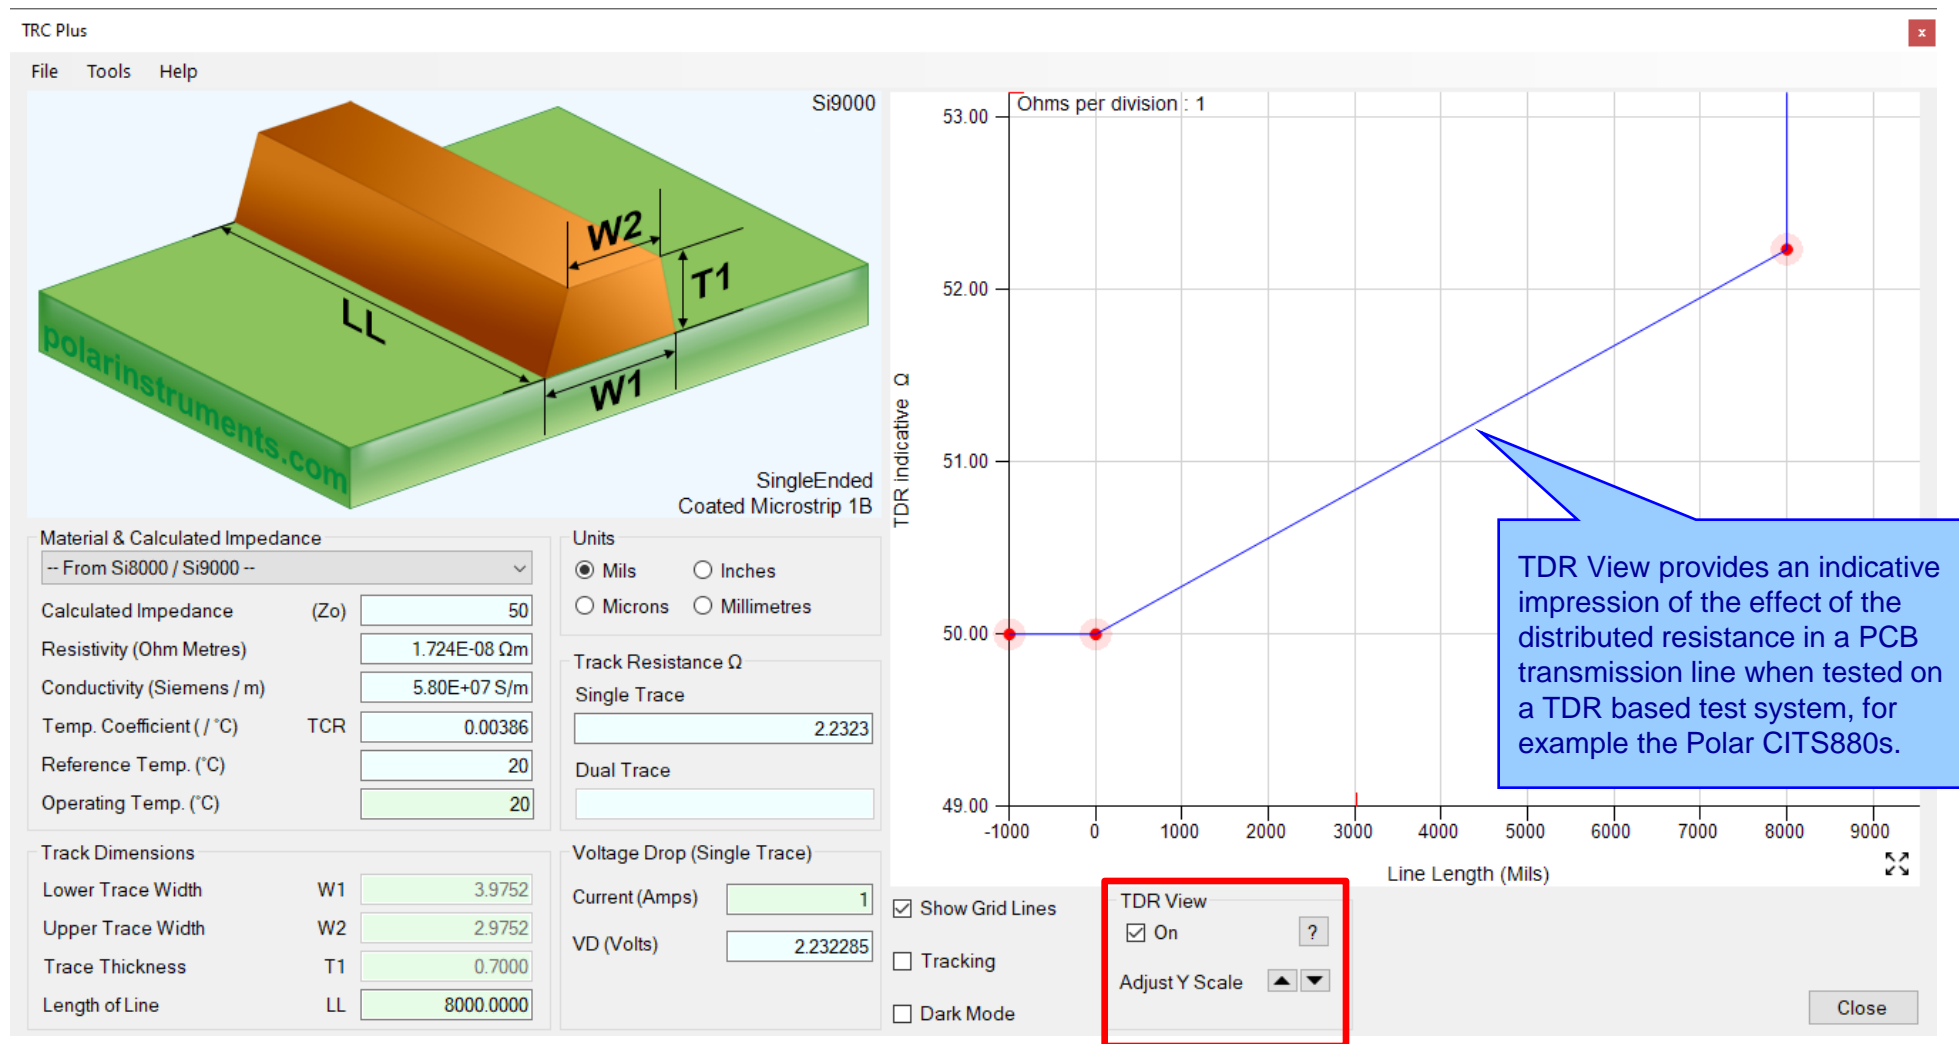 TRC Plus
x
File Tools Help
Si9000
W2
T1
LL
W1
polarinstruments.com
SingleEnded
Coated Microstrip 1B
Material & Calculated Impedance
-- From Si8000 / Si9000 --
Calculated Impedance (Zo) 50
Resistivity (Ohm Metres) 1.724E-08 Ωm
Conductivity (Siemens / m) 5.80E+07 S/m
Temp. Coefficient ( / °C) TCR 0.00386
Reference Temp. (°C) 20
Operating Temp. (°C) 20
Track Dimensions
Lower Trace Width W1 3.9752
Upper Trace Width W2 2.9752
Trace Thickness T1 0.7000
Length of Line LL 8000.0000
Units
Mils Inches
Microns Millimetres
Track Resistance Ω
Single Trace
2.2323
Dual Trace
Voltage Drop (Single Trace)
Current (Amps) 1
VD (Volts) 2.232285
Ohms per division : 1
53.00
52.00
51.00
50.00
49.00
TDR indicative Ω
-1000 0 1000 2000 3000 4000 5000 6000 7000 8000 9000
Line Length (Mils)
TDR View provides an indicative
impression of the effect of the
distributed resistance in a PCB
transmission line when tested on
a TDR based test system, for
example the Polar CITS880s.
Show Grid Lines
Tracking
Dark Mode
TDR View
On ?
Adjust Y Scale
Close